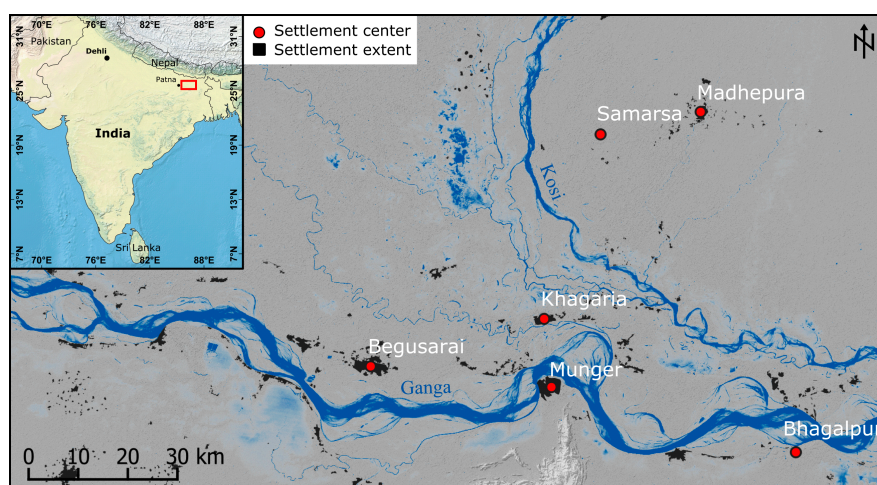 70°E 76°E 82°E 88°E
31°N 31°N
Pakistan
Dehli
Nepal
Patna
25°N 25°N
India
19°N 19°N
13°N 13°N
Sri Lanka
7°N 7°N
70°E 76°E 82°E 88°E
Settlement center
Settlement extent
N
Madhepura
Samarsa
Kosi
Khagaria
Begusarai
Munger
Ganga
Bhagalpur
0 10 20 30 km